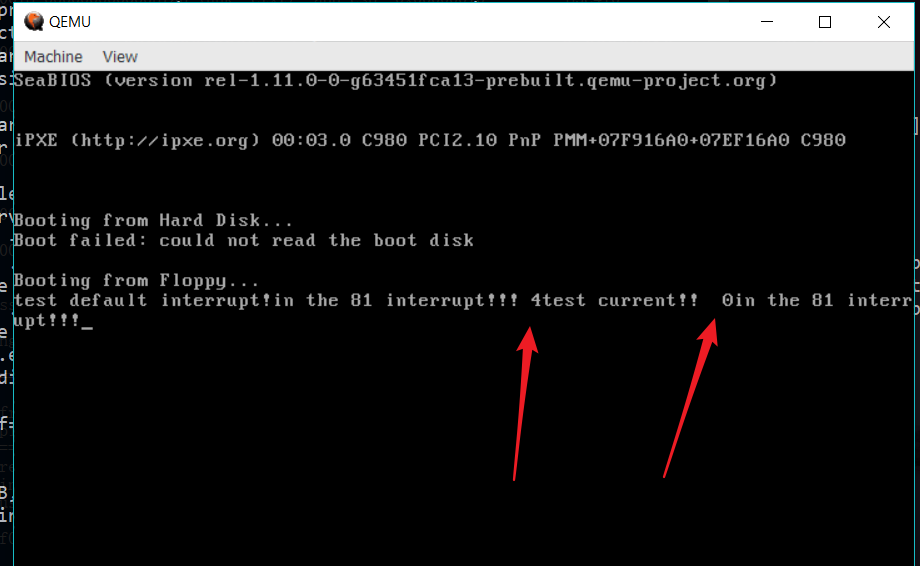 QEMU
Machine View
SeaBIOS (version rel-1.11.0-0-g63451fca13-prebuilt.qemu-project.org)
iPXE (http://ipxe.org) 00:03.0 C980 PCI2.10 PnP PMM+07F916A0+07EF16A0 C980
Booting from Hard Disk...
Boot failed: could not read the boot disk
Booting from Floppy...
test default interrupt!in the 81 interrupt!!! 4test current!!  0in the 81 interr
upt!!!_